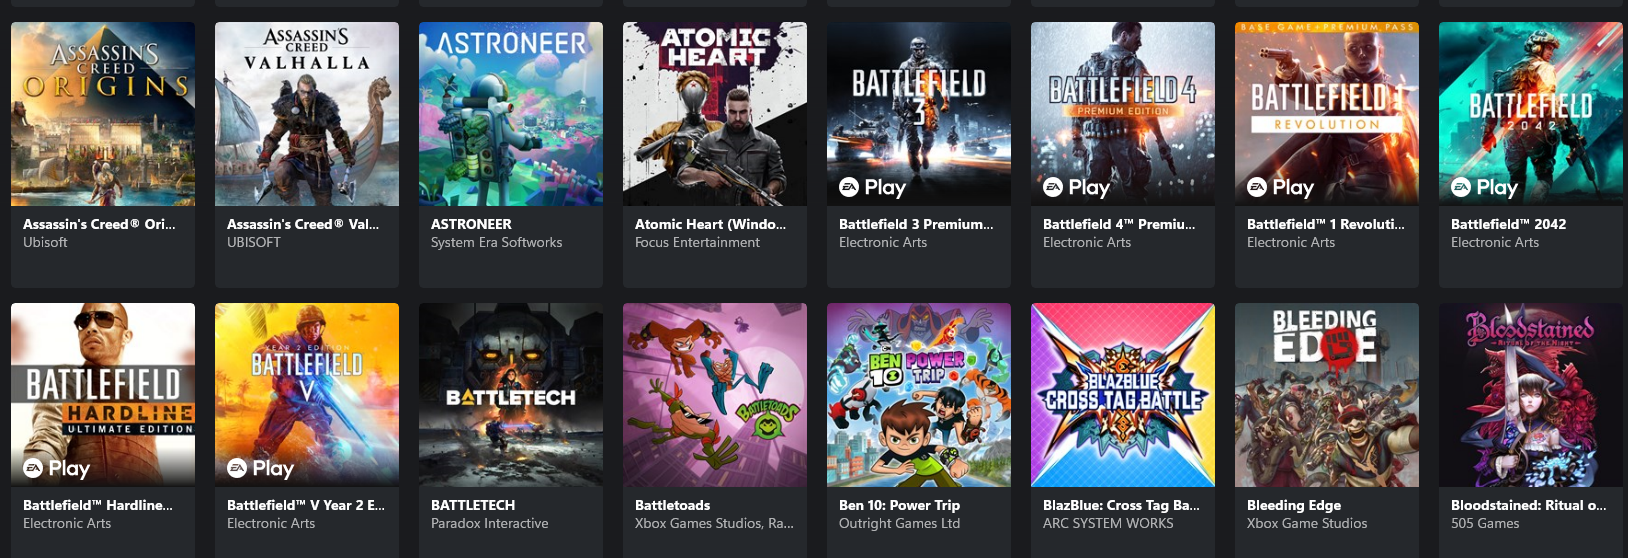 ASSASSIN'S
CREED
ORIGINS
Assassin's Creed® Ori...
Ubisoft
ASSASSIN'S
CREED
VALHALLA
Assassin's Creed® Val...
UBISOFT
ASTRONEER
ASTRONEER
System Era Softworks
ATOMIC
HEART
Atomic Heart (Windo...
Focus Entertainment
BATTLEFIELD
3
EA Play
Battlefield 3 Premium...
Electronic Arts
BATTLEFIELD 4
PREMIUM EDITION
EA Play
Battlefield 4™ Premiu...
Electronic Arts
BASE GAME+PREMIUM PASS
BATTLEFIELD 1
REVOLUTION
EA Play
Battlefield™ 1 Revoluti...
Electronic Arts
BATTLEFIELD
2042
EA Play
Battlefield™ 2042
Electronic Arts
BATTLEFIELD
HARDLINE
ULTIMATE EDITION
EA Play
Battlefield™ Hardline...
Electronic Arts
YEAR 2 EDITION
BATTLEFIELD
V
EA Play
Battlefield™ V Year 2 E...
Electronic Arts
BATTLETECH
BATTLETECH
Paradox Interactive
BATTLETOADS
Battletoads
Xbox Games Studios, Ra...
BEN
10
POWER
TRIP
Ben 10: Power Trip
Outright Games Ltd
BLAZBLUE
CROSS TAG BATTLE
BlazBlue: Cross Tag Ba...
ARC SYSTEM WORKS
BLEEDING
EDGE
Bleeding Edge
Xbox Game Studios
Bloodstained
RITUAL OF THE NIGHT
Bloodstained: Ritual o...
505 Games